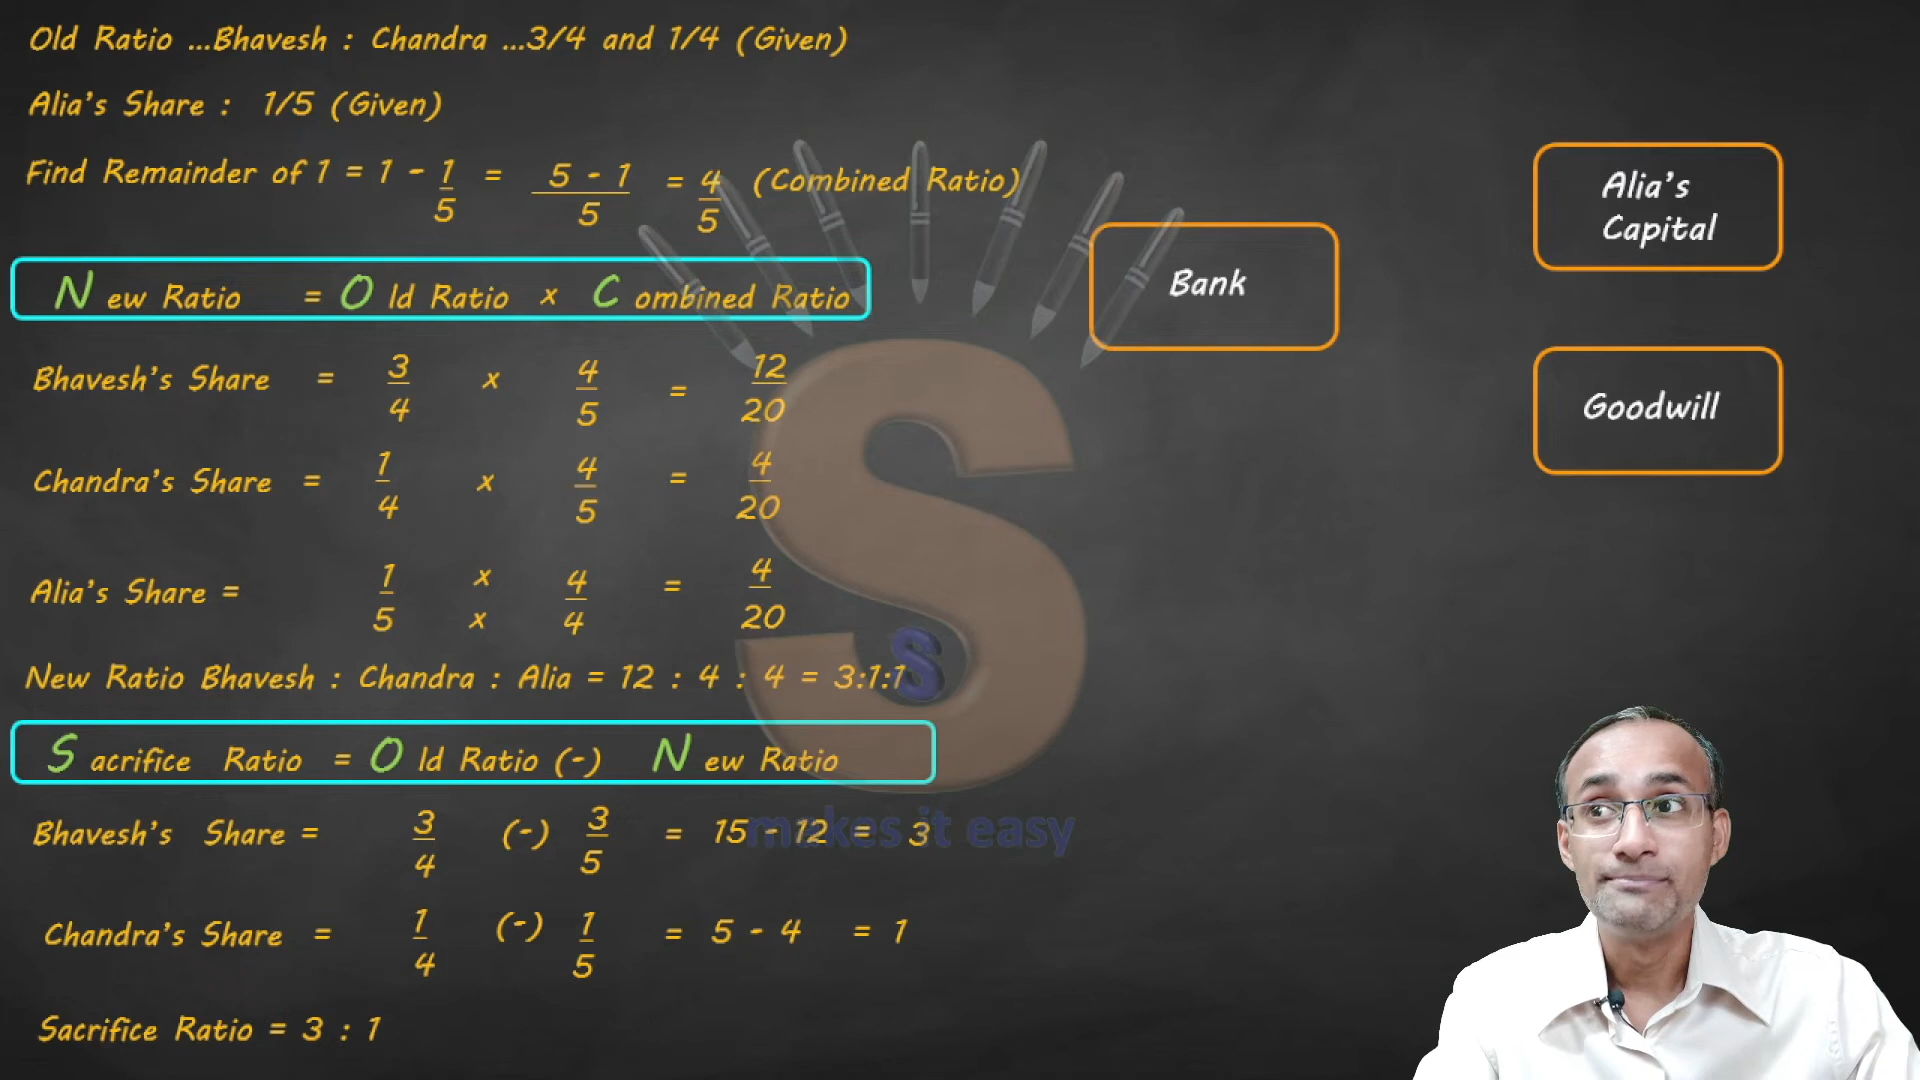 Old Ratio ...Bhavesh : Chandra ...3/4 and 1/4 (Given)
Alia's Share : 1/5 (Given)
Find Remainder of 1 = 1 - 1/5 = 5 - 1/5 = 4/5 (Combined Ratio)
New Ratio = Old Ratio x Combined Ratio
Bhavesh's Share = 3/4 x 4/5 = 12/20
Chandra's Share = 1/4 x 4/5 = 4/20
Alia's Share = 1/5 x x 4/4 = 4/20
New Ratio Bhavesh : Chandra : Alia = 12 : 4 : 4 = 3:1:1
Sacrifice Ratio = Old Ratio (-) New Ratio
Bhavesh's Share = 3/4 (-) 3/5 = 15 - 12 = 3
Chandra's Share = 1/4 (-) 1/5 = 5 - 4 = 1
Sacrifice Ratio = 3 : 1
Bank
Alia's
Capital
Goodwill
S
S
makes it easy